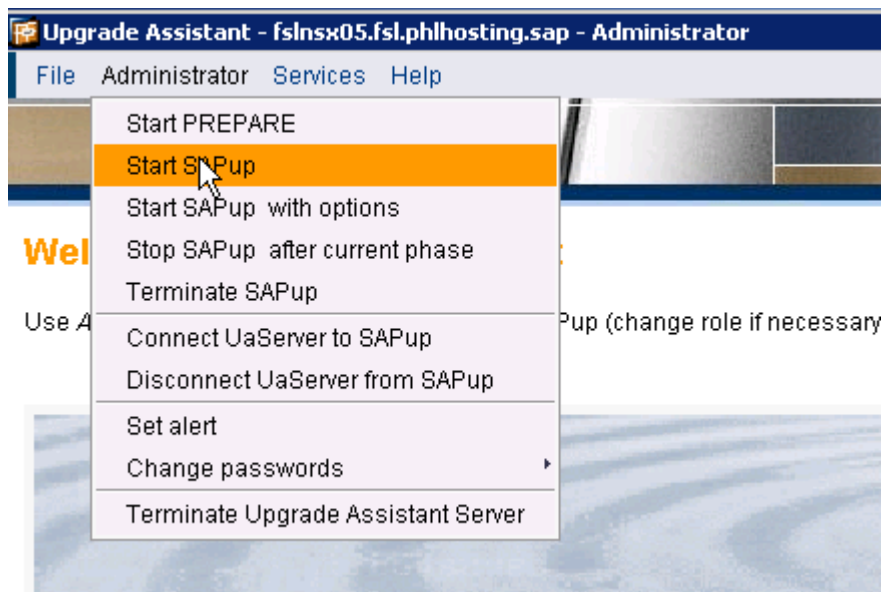 Upgrade Assistant - fslnsx05.fsl.phlhosting.sap - Administrator
File Administrator Services Help
Start PREPARE
Start SAPup
Start SAPup with options
Stop SAPup after current phase
Terminate SAPup
Connect UaServer to SAPup
Disconnect UaServer from SAPup
Set alert
Change passwords
Terminate Upgrade Assistant Server
Wel
Use A
Pup (change role if necessary